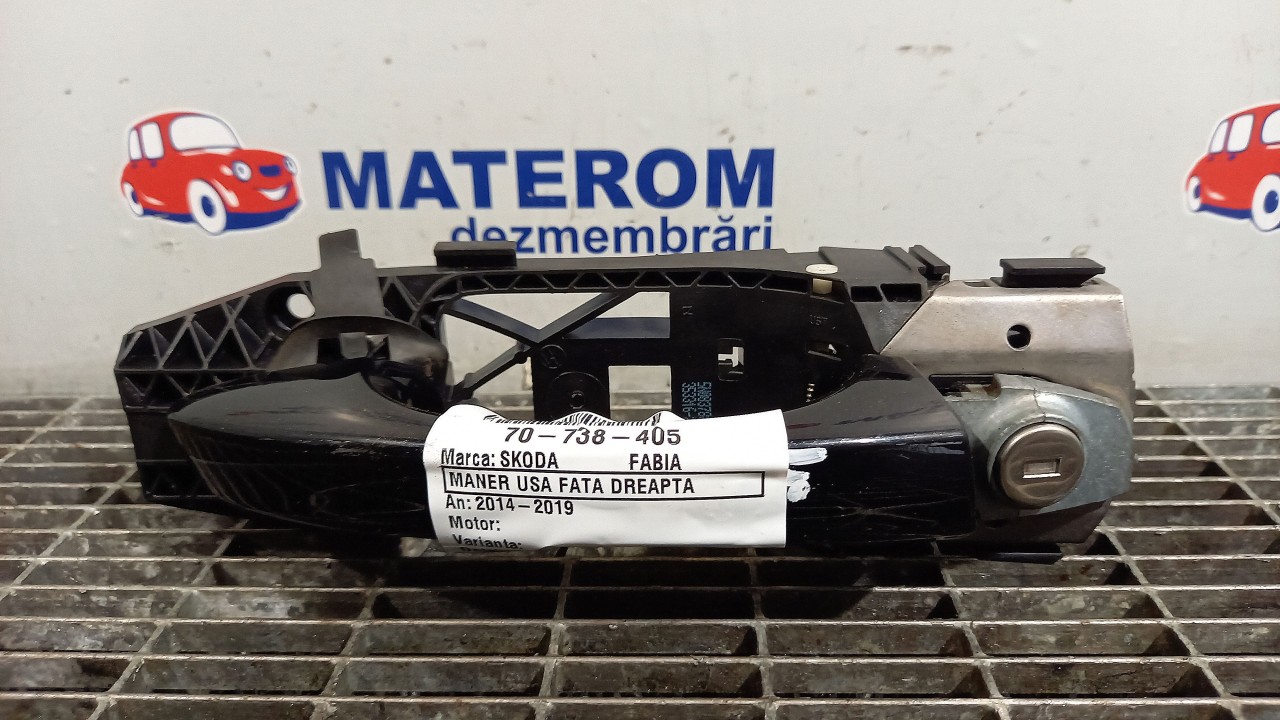 MATEROM
dezmembrări
70-738-405
Marca: SKODA FABIA
MANER USA FATA DREAPTA
An: 2014-2019
Motor:
Varianta: